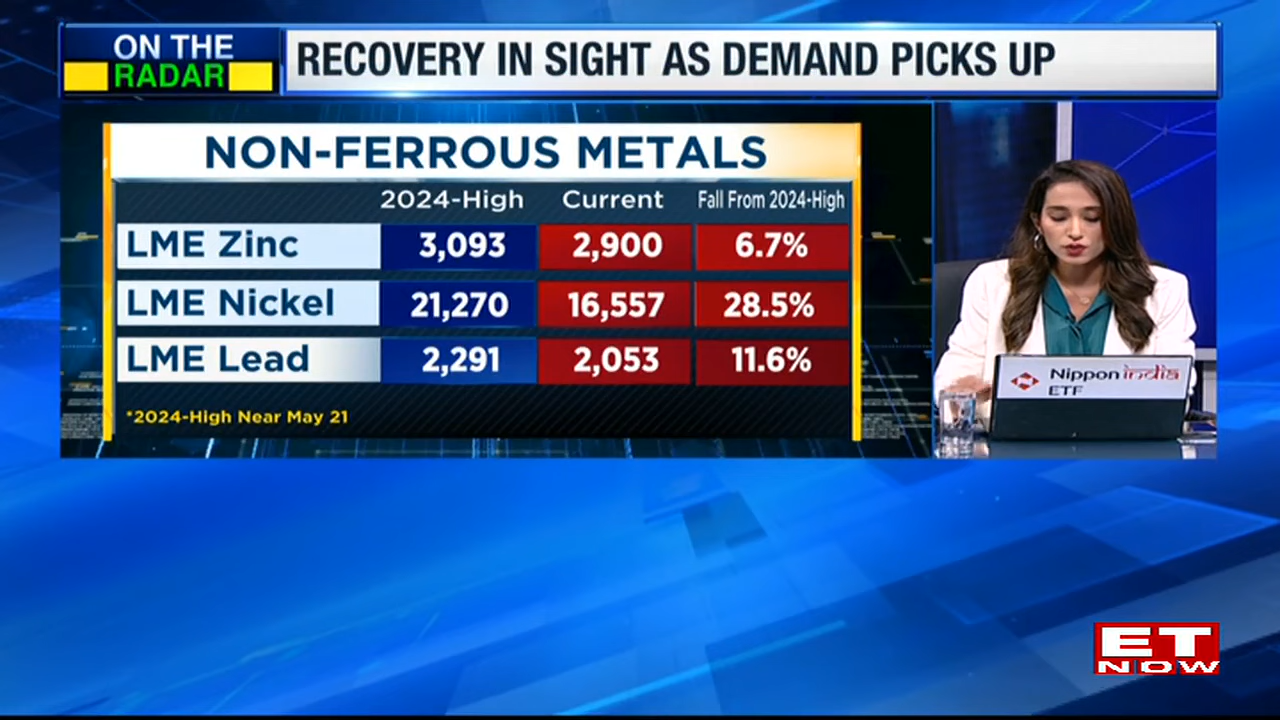 ON THE
RADAR
RECOVERY IN SIGHT AS DEMAND PICKS UP
NON-FERROUS METALS
2024-High Current Fall From 2024-High
LME Zinc 3,093 2,900 6.7%
LME Nickel 21,270 16,557 28.5%
LME Lead 2,291 2,053 11.6%
*2024-High Near May 21
Nippon india
ETF
ET
NOW